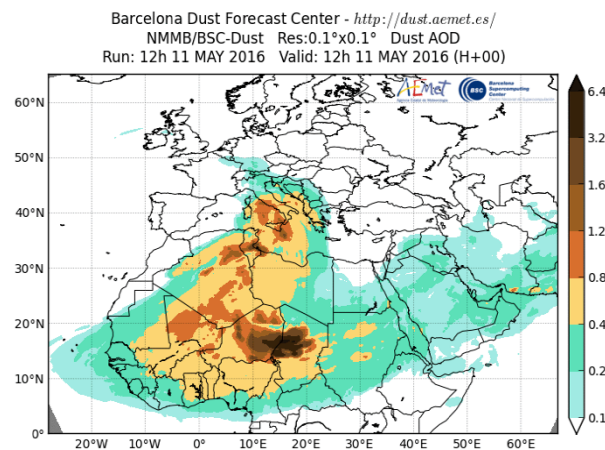 Barcelona Dust Forecast Center - http://dust.aemet.es/
NMMB/BSC-Dust Res:0.1°x0.1° Dust AOD
Run: 12h 11 MAY 2016 Valid: 12h 11 MAY 2016 (H+00)
AEmet
BSC
Barcelona
Supercomputing
Center
60°N
50°N
40°N
30°N
20°N
10°N
0°
20°W
10°W
0°
10°E
20°E
30°E
40°E
50°E
60°E
6.4
3.2
1.6
1.2
0.8
0.4
0.2
0.1